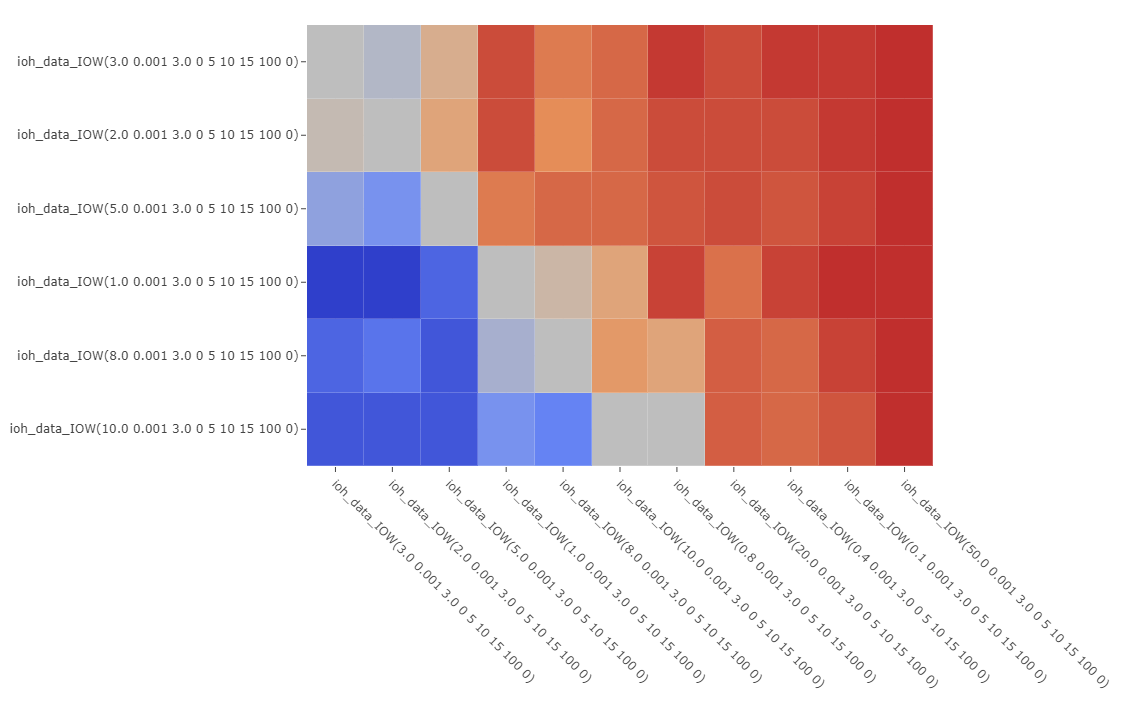 ioh_data_IOW(3.0 0.001 3.0 0 5 10 15 100 0)
ioh_data_IOW(2.0 0.001 3.0 0 5 10 15 100 0)
ioh_data_IOW(5.0 0.001 3.0 0 5 10 15 100 0)
ioh_data_IOW(1.0 0.001 3.0 0 5 10 15 100 0)
ioh_data_IOW(8.0 0.001 3.0 0 5 10 15 100 0)
ioh_data_IOW(10.0 0.001 3.0 0 5 10 15 100 0)
ioh_data_IOW(3.0 0.001 3.0 0 5 10 15 100 0)
ioh_data_IOW(2.0 0.001 3.0 0 5 10 15 100 0)
ioh_data_IOW(5.0 0.001 3.0 0 5 10 15 100 0)
ioh_data_IOW(1.0 0.001 3.0 0 5 10 15 100 0)
ioh_data_IOW(8.0 0.001 3.0 0 5 10 15 100 0)
ioh_data_IOW(10.0 0.001 3.0 0 5 10 15 100 0)
ioh_data_IOW(0.8 0.001 3.0 0 5 10 15 100 0)
ioh_data_IOW(20.0 0.001 3.0 0 5 10 15 100 0)
ioh_data_IOW(0.4 0.001 3.0 0 5 10 15 100 0)
ioh_data_IOW(0.1 0.001 3.0 0 5 10 15 100 0)
ioh_data_IOW(50.0 0.001 3.0 0 5 10 15 100 0)